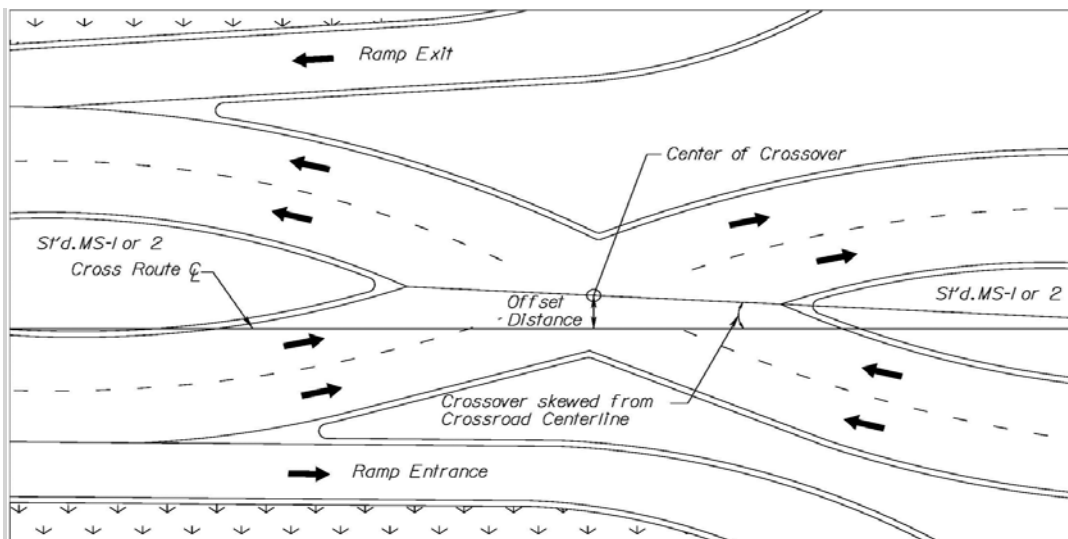 Ramp Exit
Center of Crossover
St'd. MS-1 or 2
Cross Route ℄
Offset
Distance
St'd. MS-1 or 2
Crossover skewed from
Crossroad Centerline
Ramp Entrance